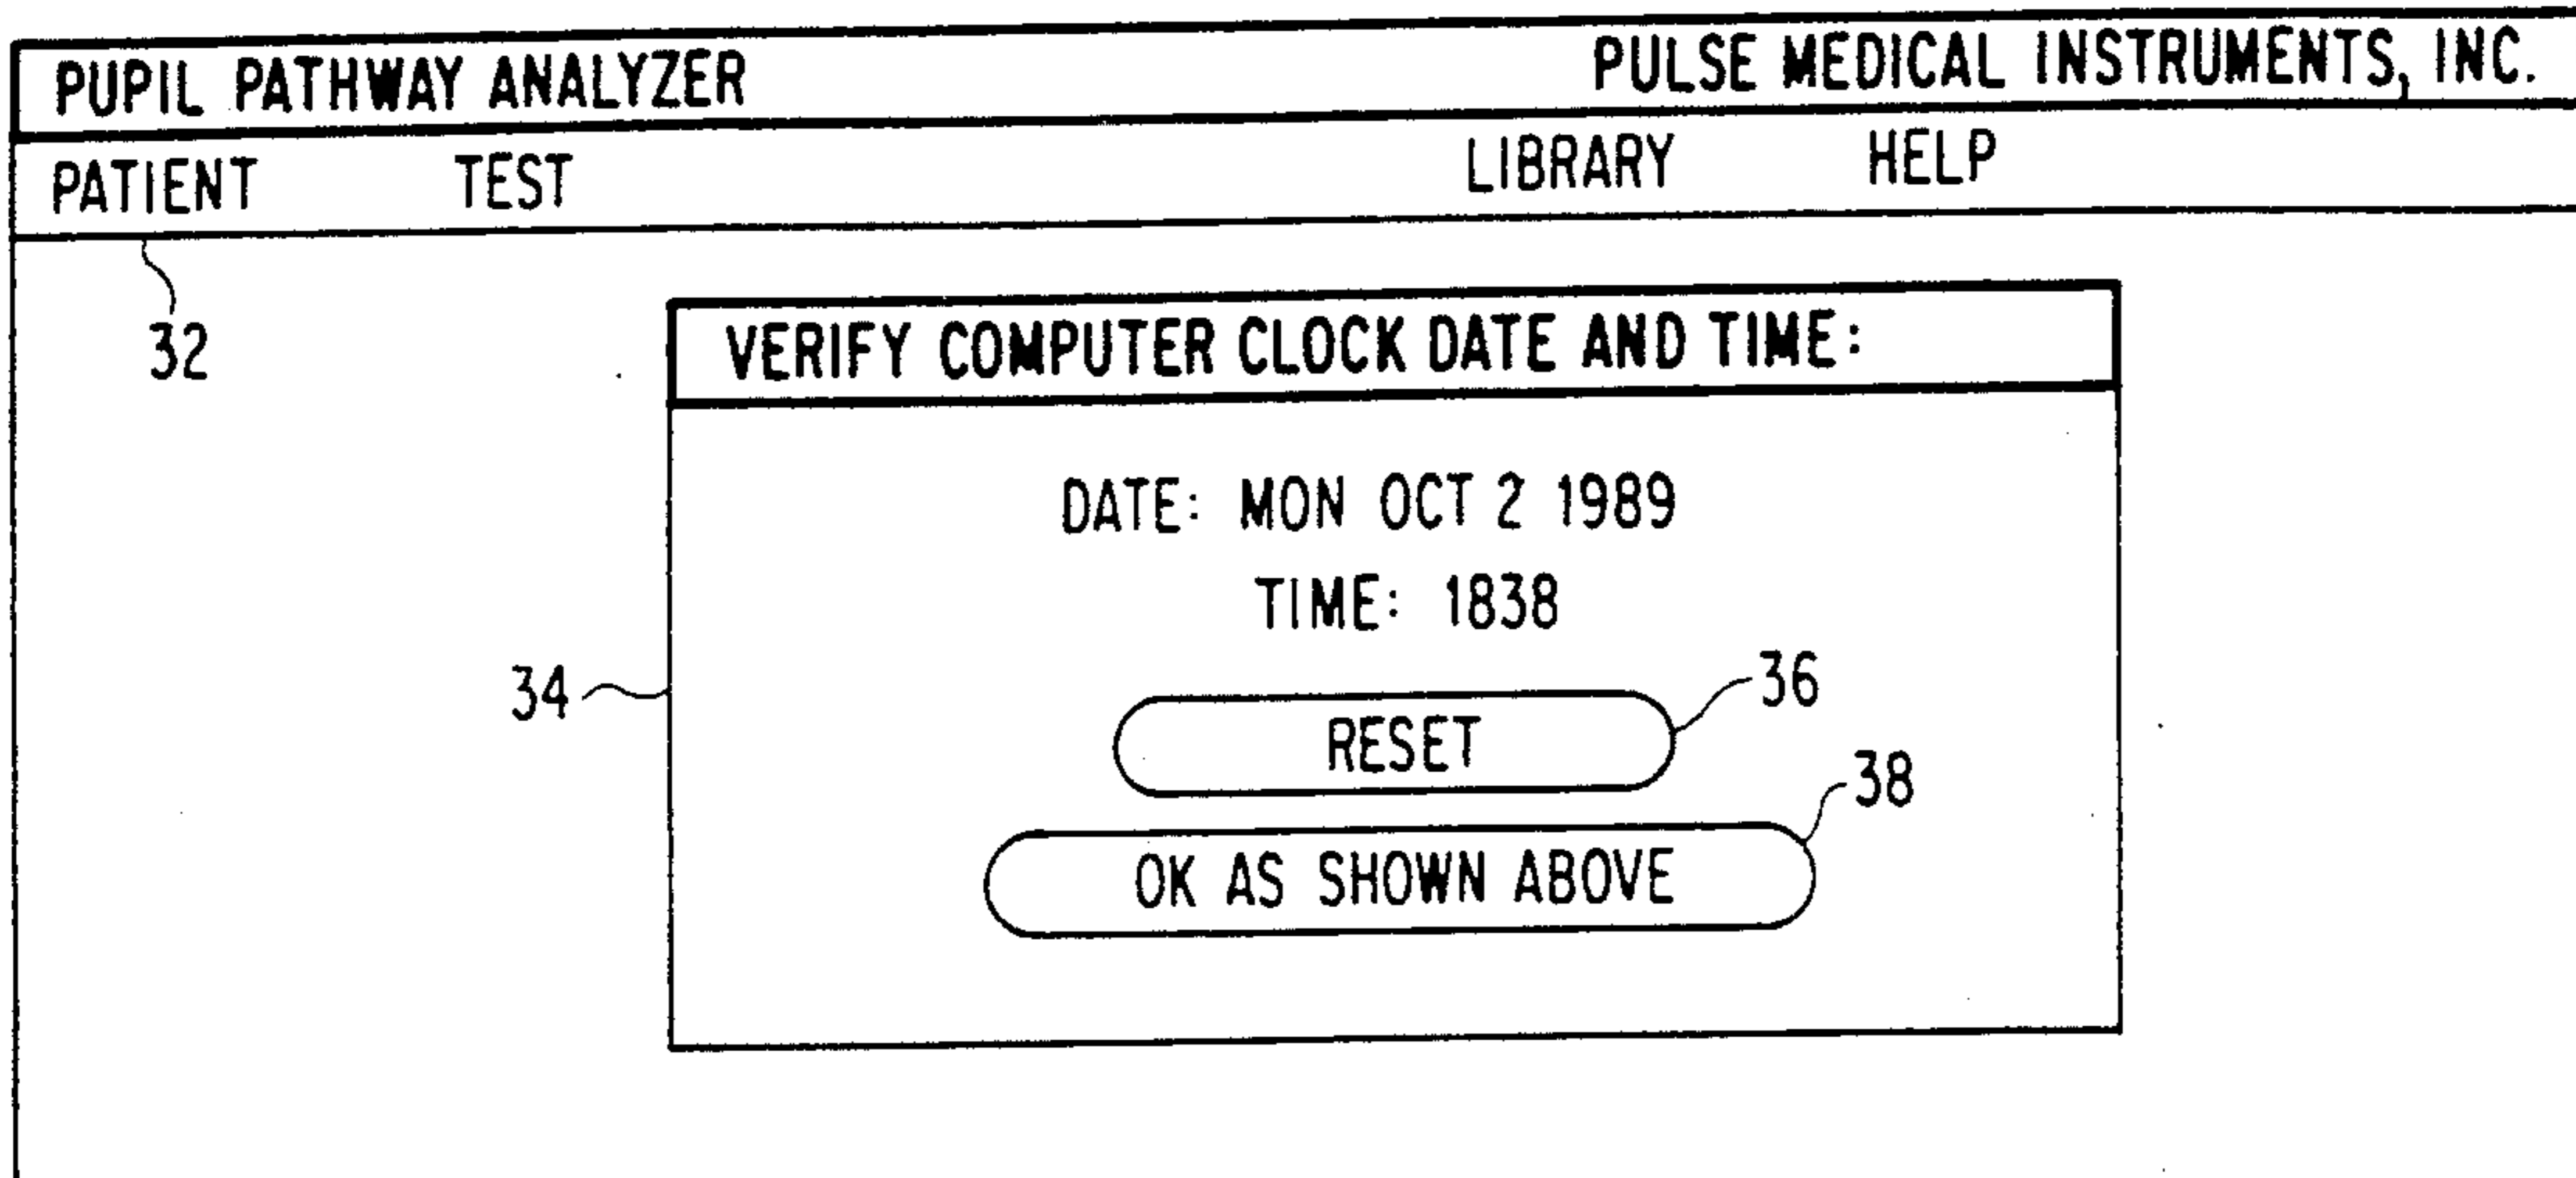 PUPIL PATHWAY ANALYZER PULSE MEDICAL INSTRUMENTS, INC.
PATIENT TEST LIBRARY HELP
32
VERIFY COMPUTER CLOCK DATE AND TIME:
DATE: MON OCT 2 1989
TIME: 1838
34
36
RESET
38
OK AS SHOWN ABOVE